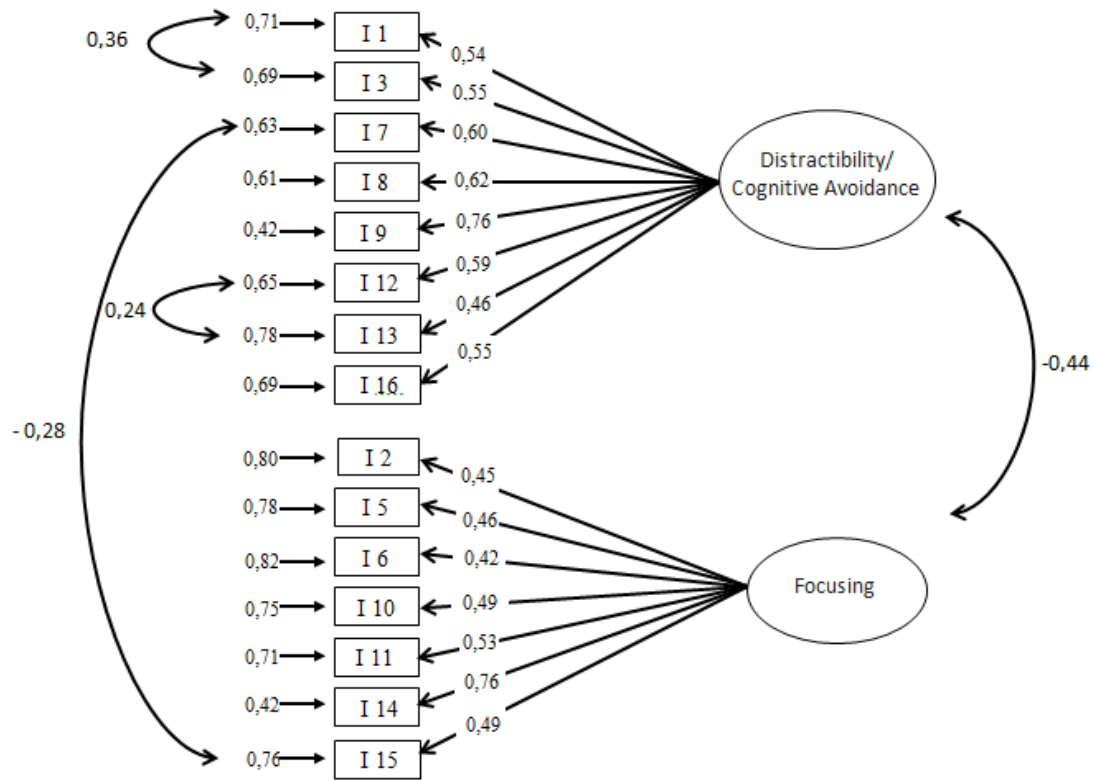 0,71
I 1
0,36
0,54
0,69
I 3
0,55
0,63
I 7
0,60
Distractibility/
Cognitive Avoidance
0,61
I 8
0,62
0,42
I 9
0,76
0,65
I 12
0,59
0,24
0,46
0,78
I 13
0,55
0,69
I 16
-0,44
- 0,28
0,80
I 2
0,45
0,78
I 5
0,46
0,82
I 6
0,42
Focusing
0,75
I 10
0,49
0,71
I 11
0,53
0,42
I 14
0,76
0,49
0,76
I 15